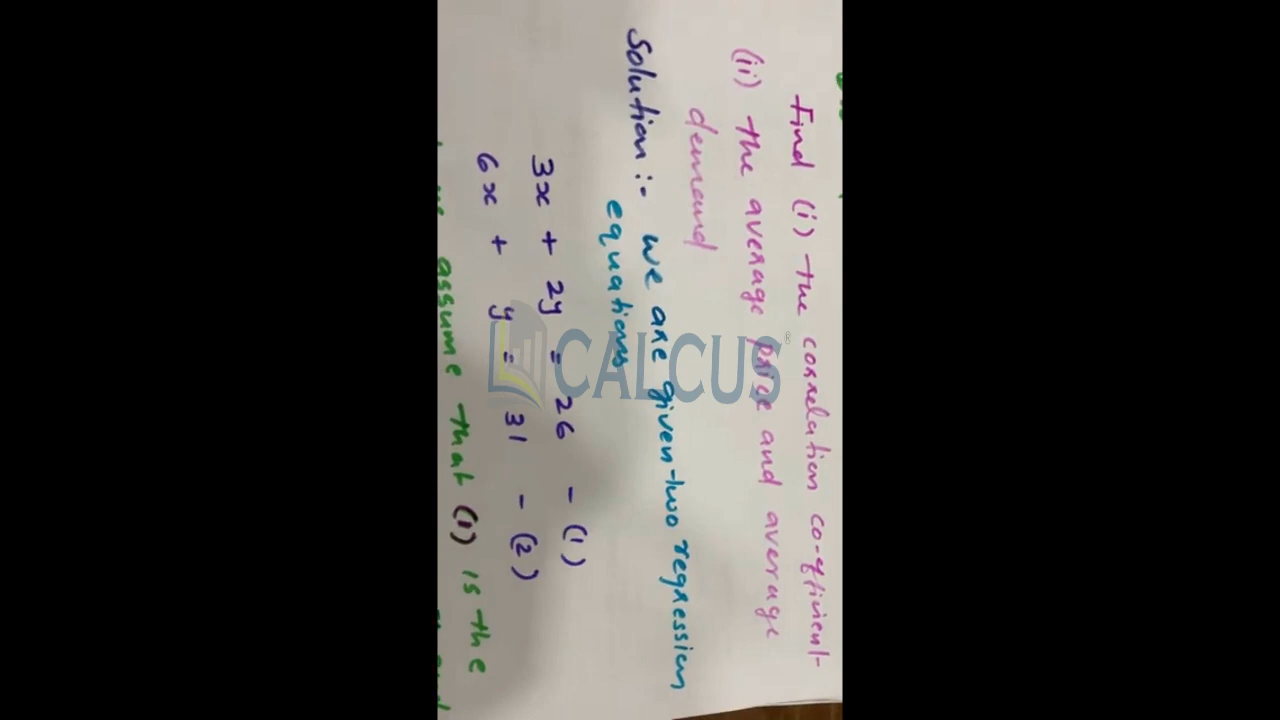 Find (i) the correlation co-efficient
(ii) the average price and average
demand
Solution :- we are given two regression
equations
3x + 2y = 26 - (1)
6x + y = 31 - (2)
assume that (1) is the
CALCUS